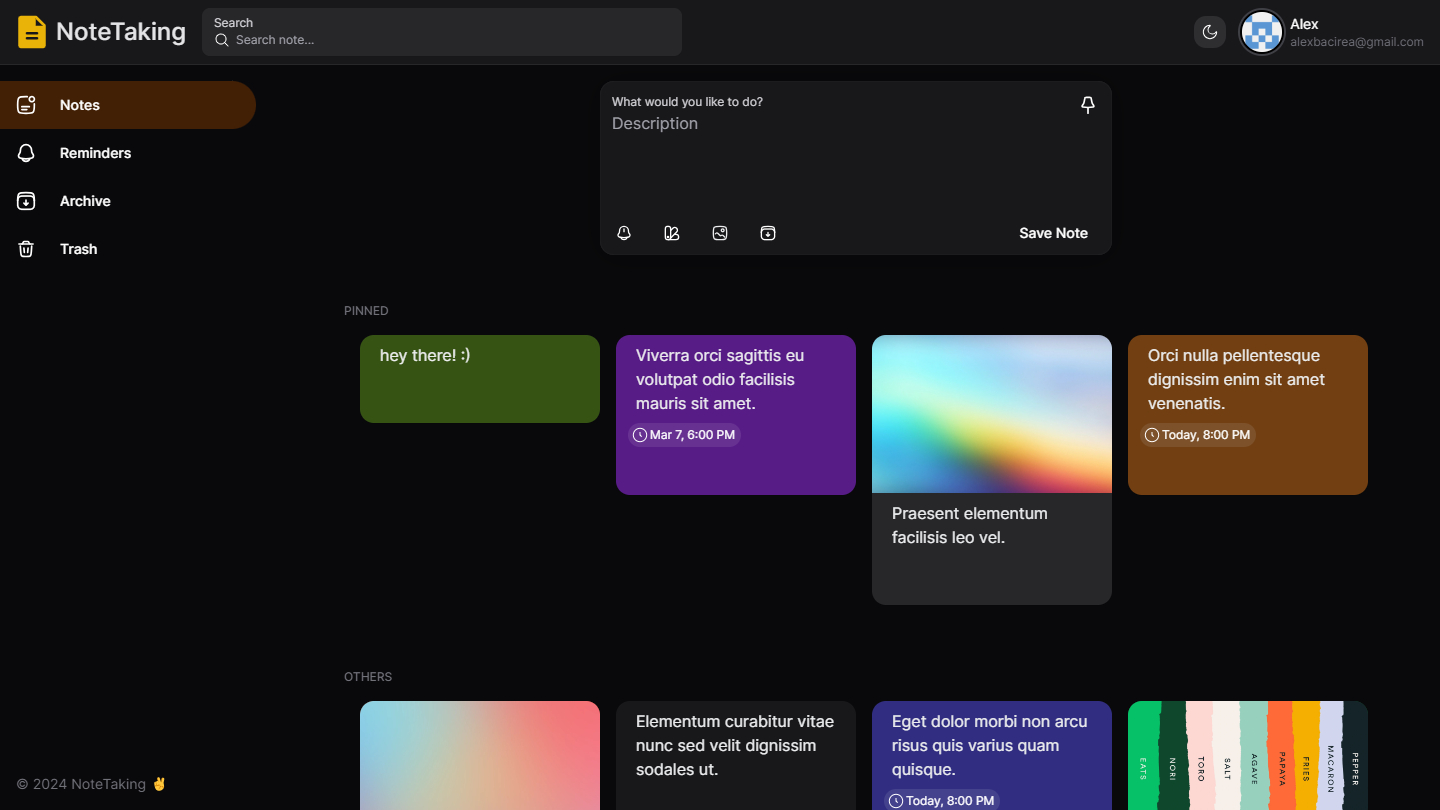 NoteTaking
Search
Search note...
Alex
alexbacirea@gmail.com
Notes
Reminders
Archive
Trash
What would you like to do?
Description
Save Note
PINNED
hey there! :)
Viverra orci sagittis eu
volutpat odio facilisis
mauris sit amet.
Mar 7, 6:00 PM
Praesent elementum
facilisis leo vel.
Orci nulla pellentesque
dignissim enim sit amet
venenatis.
Today, 8:00 PM
OTHERS
Elementum curabitur vitae
nunc sed velit dignissim
sodales ut.
Eget dolor morbi non arcu
risus quis varius quam
quisque.
Today, 8:00 PM
EATS
NORI
TORO
SALT
AGAVE
PAPAYA
FRIES
MACARON
PEPPER
© 2024 NoteTaking ✌